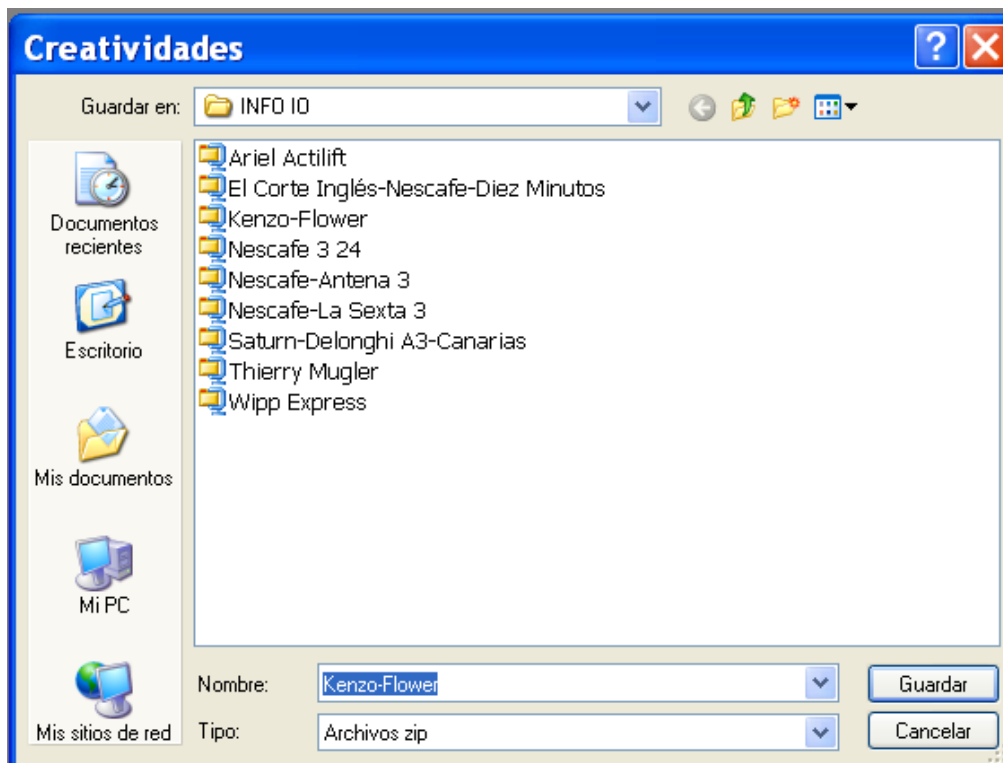 Creatividades
Guardar en: INFO IO
Ariel Actilift
El Corte Inglés-Nescafe-Diez Minutos
Kenzo-Flower
Nescafe 3 24
Nescafe-Antena 3
Nescafe-La Sexta 3
Saturn-Delonghi A3-Canarias
Thierry Mugler
Wipp Express
Documentos
recientes
Escritorio
Mis documentos
Mi PC
Mis sitios de red
Nombre: Kenzo-Flower Guardar
Tipo: Archivos zip Cancelar